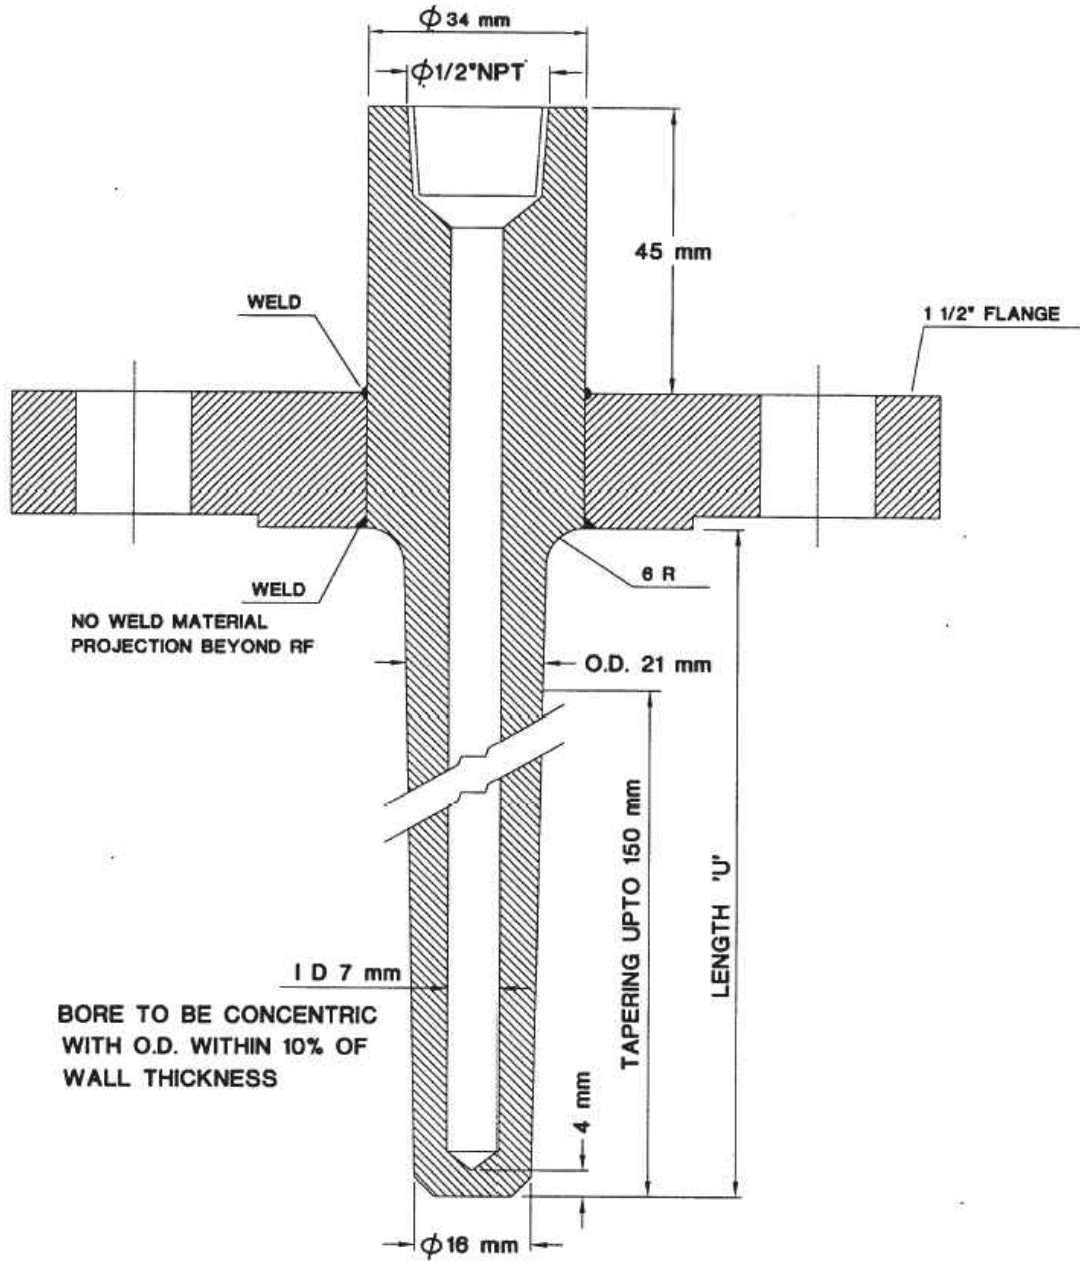 ϕ 34 mm
ϕ1/2"NPT
45 mm
WELD
1 1/2" FLANGE
WELD
6 R
NO WELD MATERIAL
PROJECTION BEYOND RF
O.D. 21 mm
TAPERING UPTO 150 mm
LENGTH 'U'
I D 7 mm
BORE TO BE CONCENTRIC
WITH O.D. WITHIN 10% OF
WALL THICKNESS
4 mm
ϕ16 mm